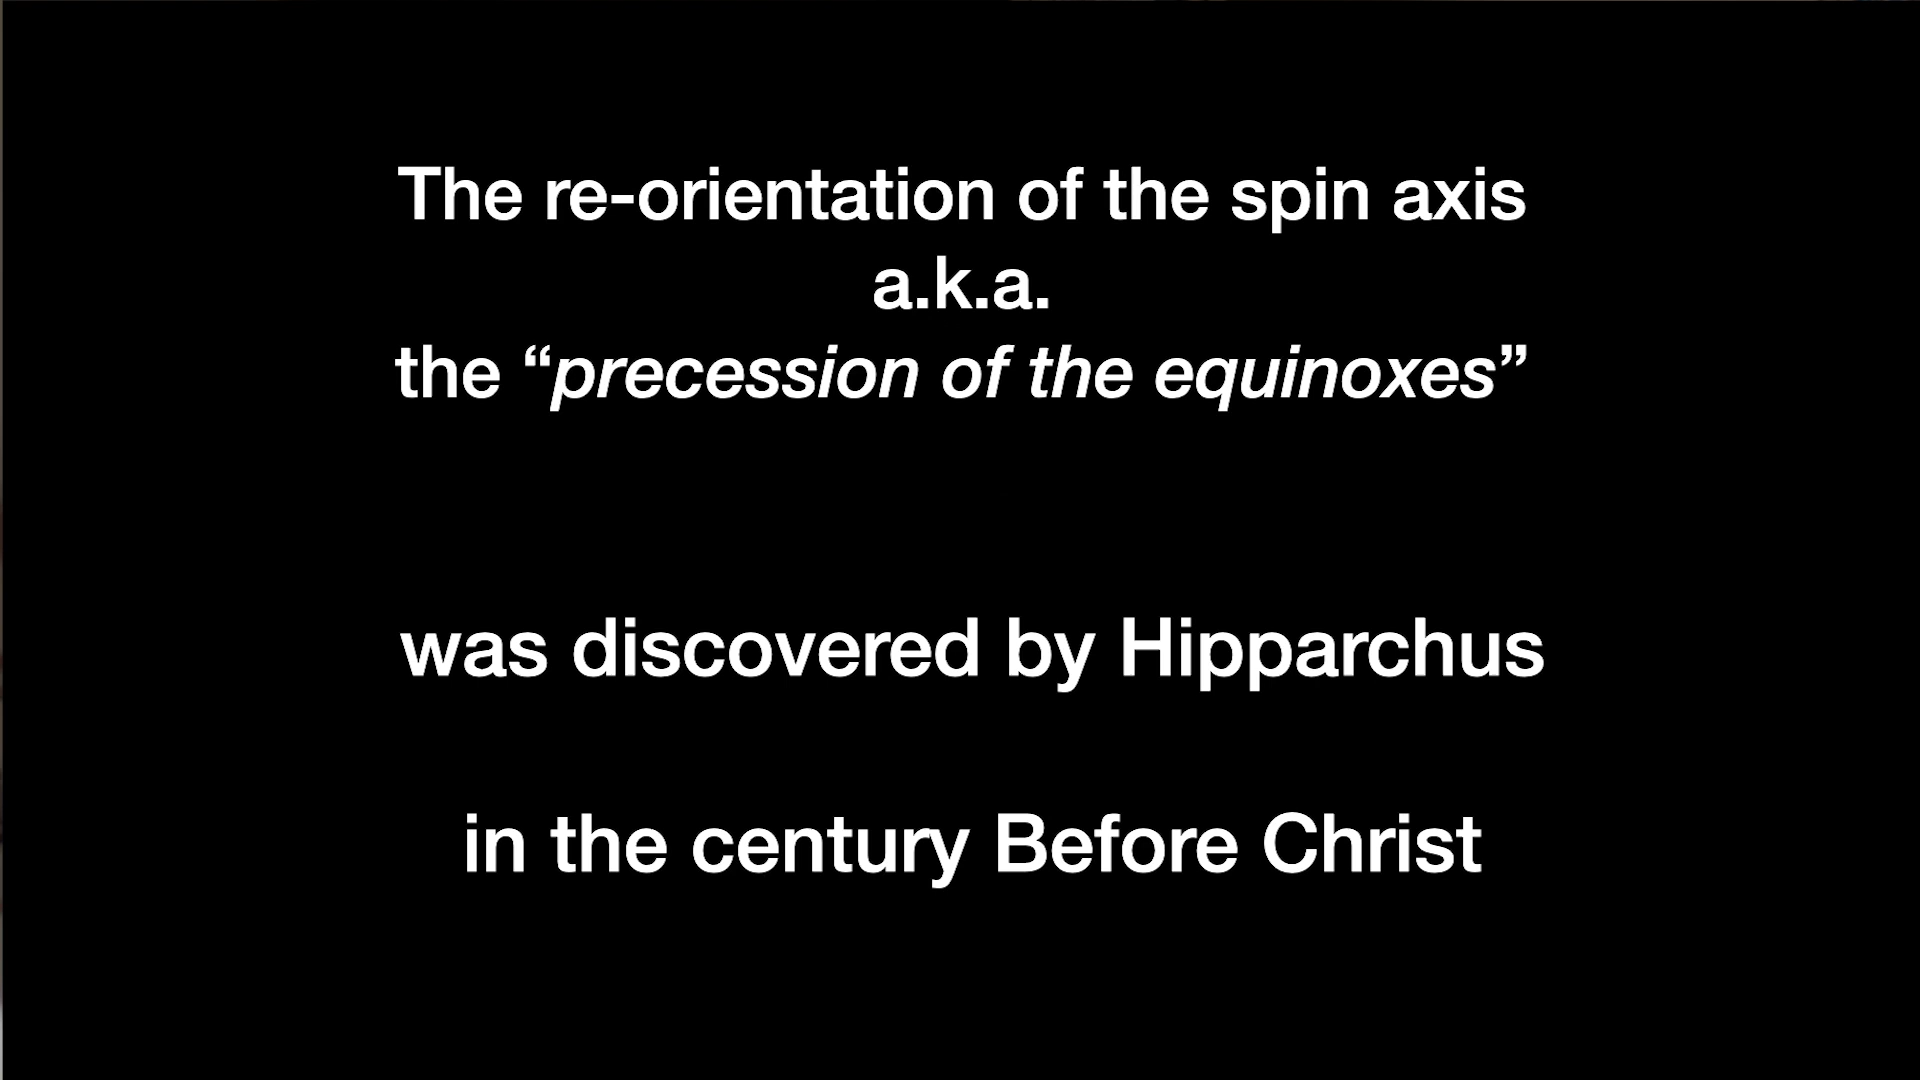 The re-orientation of the spin axis
a.k.a.
the “precession of the equinoxes”
was discovered by Hipparchus
in the century Before Christ